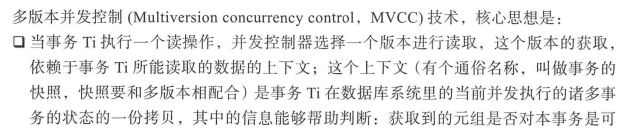 多版本并发控制 (Multiversion concurrency control，MVCC) 技术，核心思想是：
❑ 当事务 Ti 执行一个读操作，并发控制器选择一个版本进行读取，这个版本的获取，
依赖于事务 Ti 所能读取的数据的上下文；这个上下文（有个通俗名称，叫做事务的
快照，快照要和多版本相配合）是事务 Ti 在数据库系统里的当前并发执行的诸多事
务的状态的一份拷贝，其中的信息能够帮助判断：获取到的元组是否对本事务是可